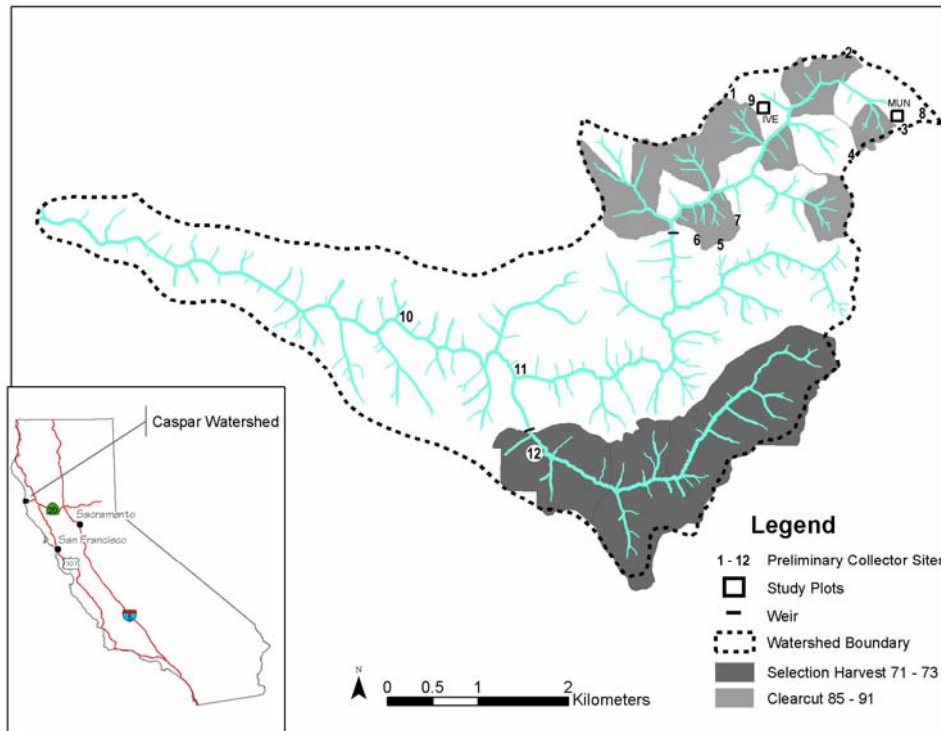 2
1
9
MUN
8
IVE
3
4
7
6
5
10
11
12
Caspar Watershed
20
Sacramento
San Francisco
101
5
N
0 0.5 1 2
Kilometers
Legend
1 - 12 Preliminary Collector Sites
Study Plots
Weir
Watershed Boundary
Selection Harvest 71 - 73
Clearcut 85 - 91